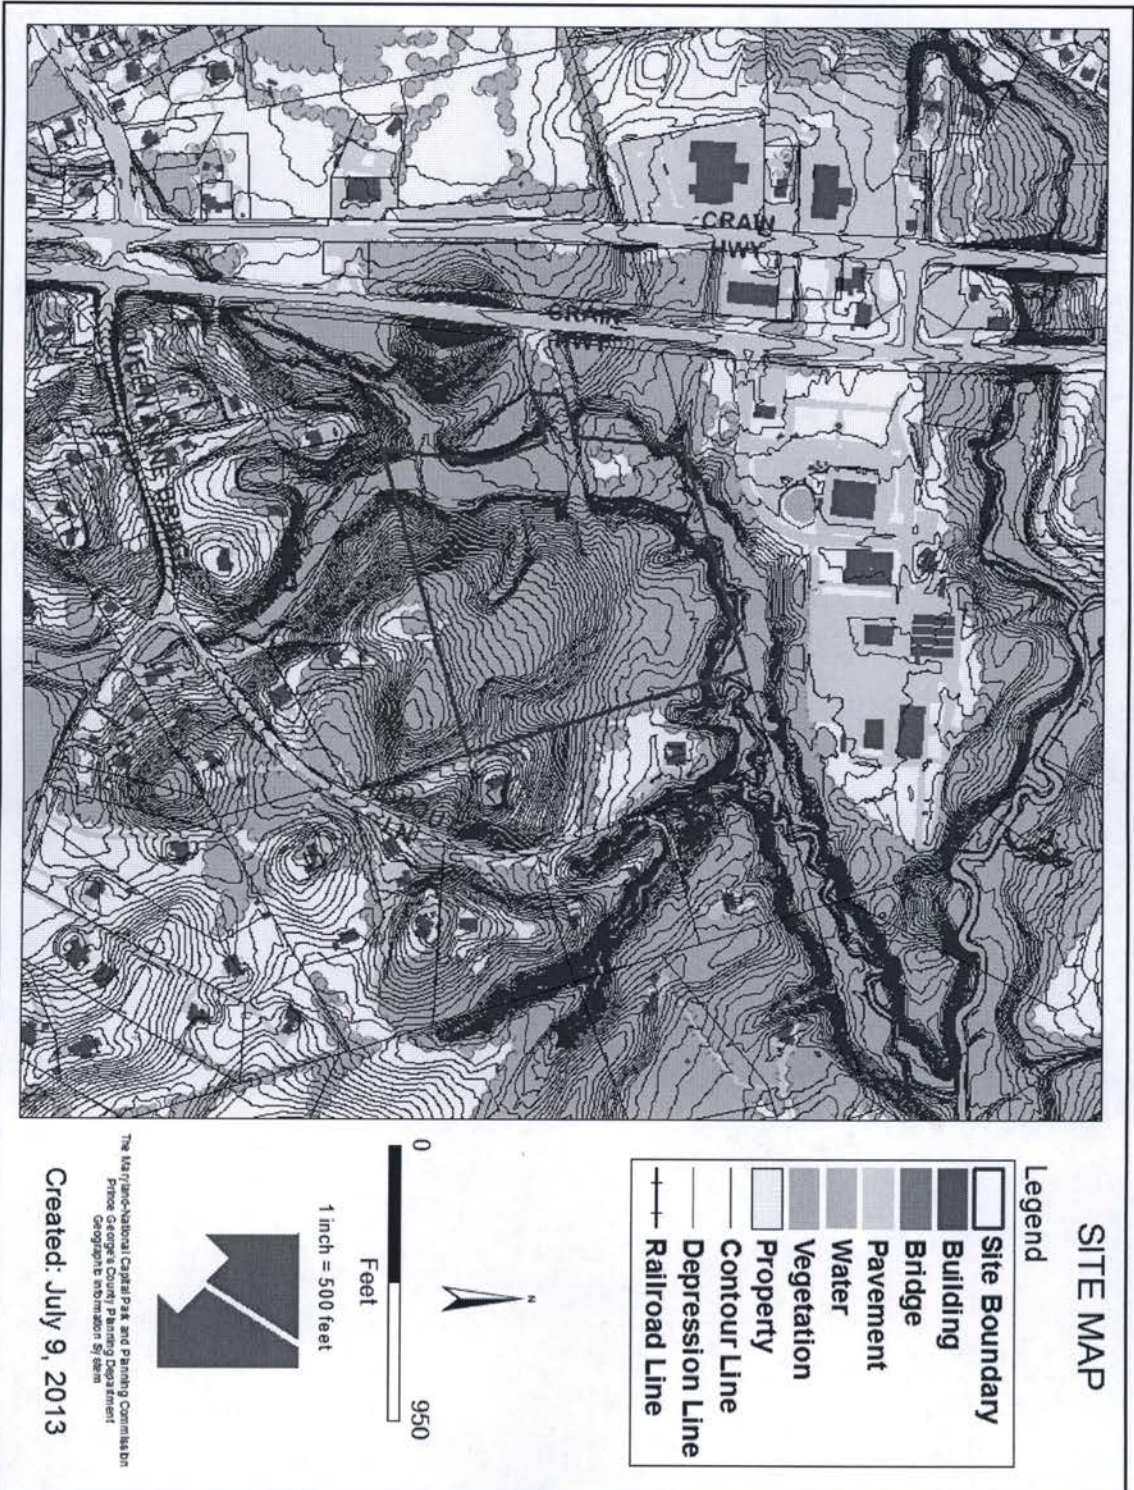 SITE MAP
Legend
Site Boundary
Building
Bridge
Pavement
Water
Vegetation
Property
Contour Line
Depression Line
Railroad Line
N
0
950
Feet
1 inch = 500 feet
The Maryland-National Capital Park and Planning Commission
Prince George's County Planning Department
Geographic Information System
Created: July 9, 2013
CRAIN
HWY
CRAIN
HWY
QUEEN ANNE BRIDGE